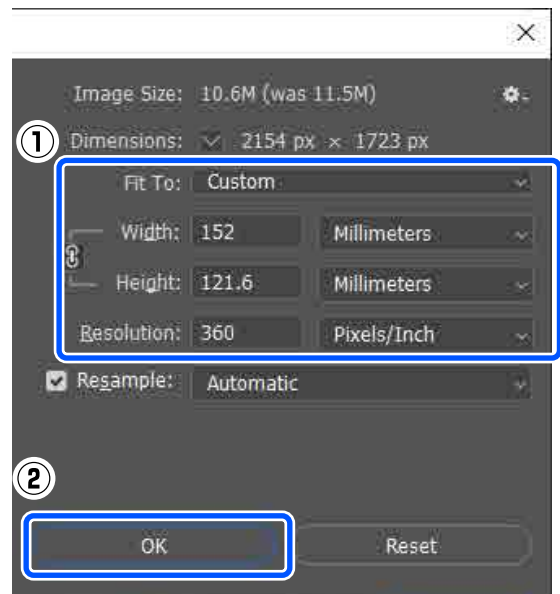 Image Size: 10.6M (was 11.5M)
① Dimensions: 2154 px × 1723 px
Fit To: Custom
Width: 152 Millimeters
Height: 121.6 Millimeters
Resolution: 360 Pixels/Inch
Resample: Automatic
②
OK Reset